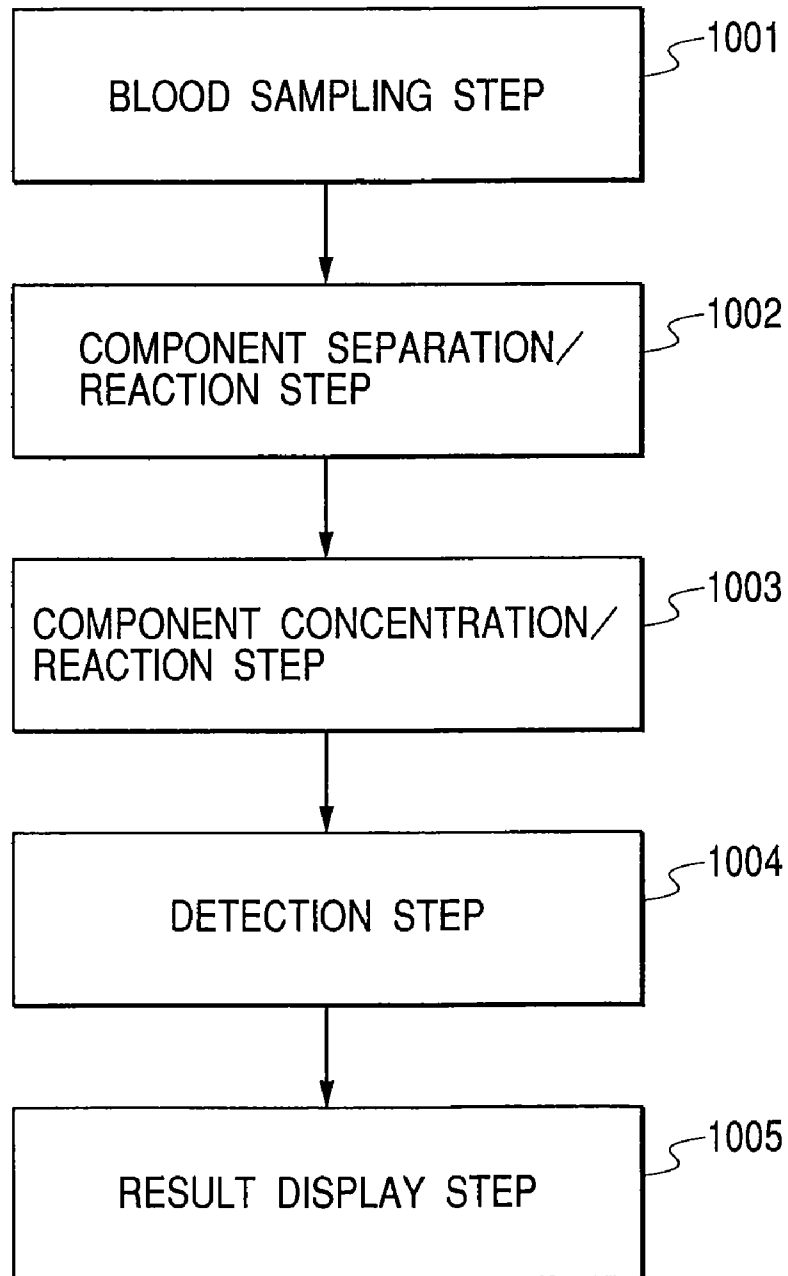 1001
BLOOD SAMPLING STEP
1002
COMPONENT SEPARATION/
REACTION STEP
1003
COMPONENT CONCENTRATION/
REACTION STEP
1004
DETECTION STEP
1005
RESULT DISPLAY STEP